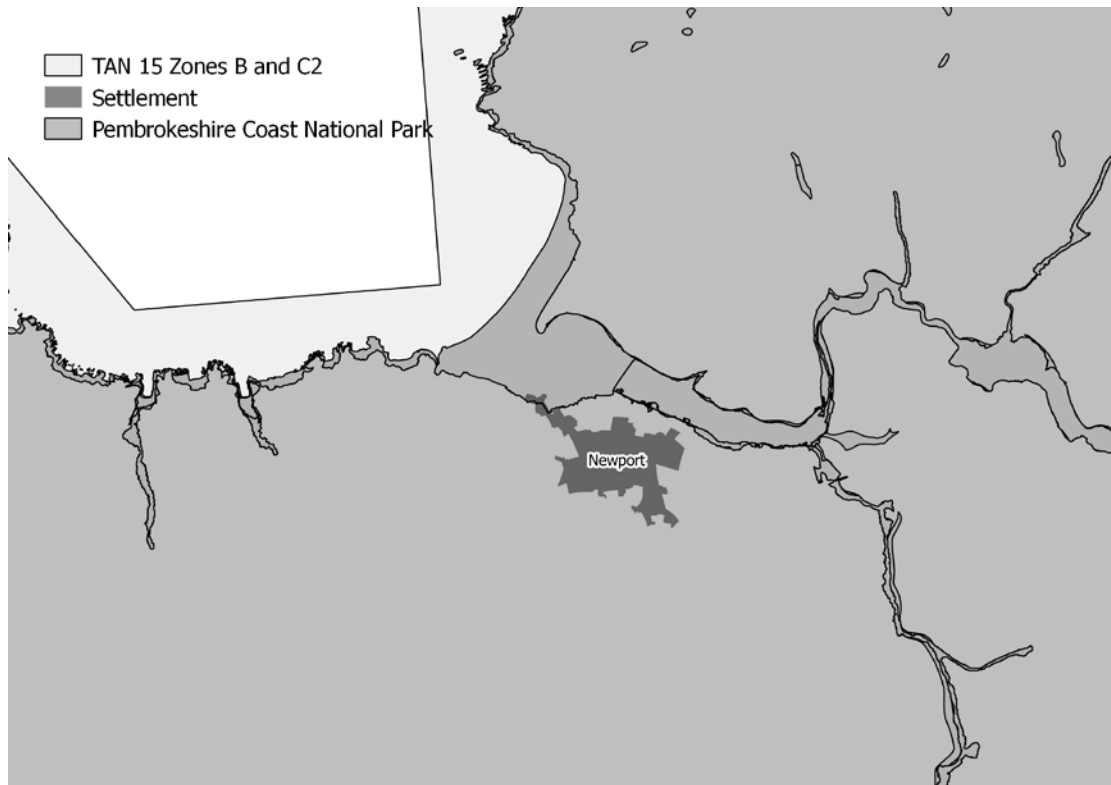 TAN 15 Zones B and C2
Settlement
Pembrokeshire Coast National Park
Newport